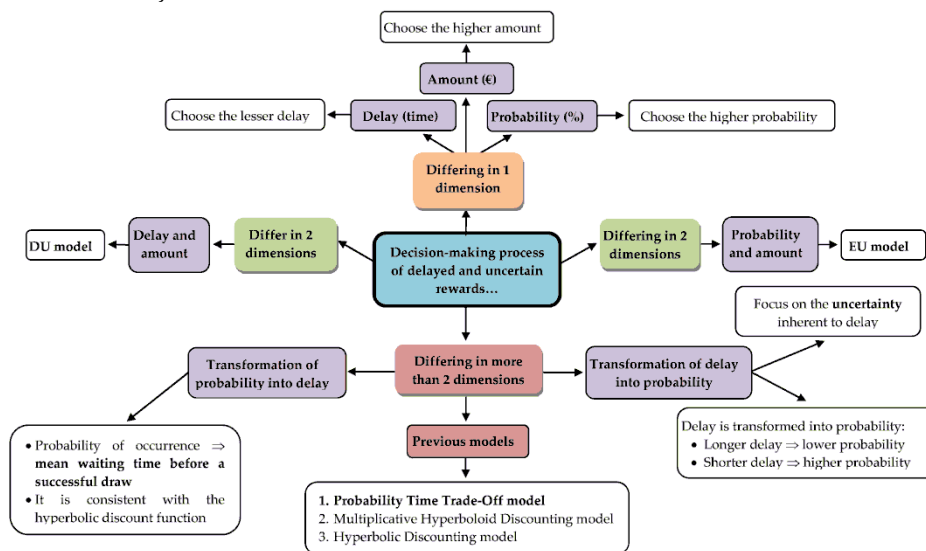 Choose the higher amount
Amount (€)
Choose the lesser delay
Delay (time)
Probability (%)
Choose the higher probability
Differing in 1
dimension
DU model
Delay and
amount
Differ in 2
dimensions
Decision-making process
of delayed and uncertain
rewards…
Differing in 2
dimensions
Probability
and amount
EU model
Focus on the uncertainty
inherent to delay
Transformation of
probability into delay
Differing in more
than 2 dimensions
Transformation of delay
into probability
• Probability of occurrence ⇒
mean waiting time before a
successful draw
• It is consistent with the
hyperbolic discount function
Previous models
Delay is transformed into probability:
• Longer delay ⇒ lower probability
• Shorter delay ⇒ higher probability
1. Probability Time Trade-Off model
2. Multiplicative Hyperboloid Discounting model
3. Hyperbolic Discounting model